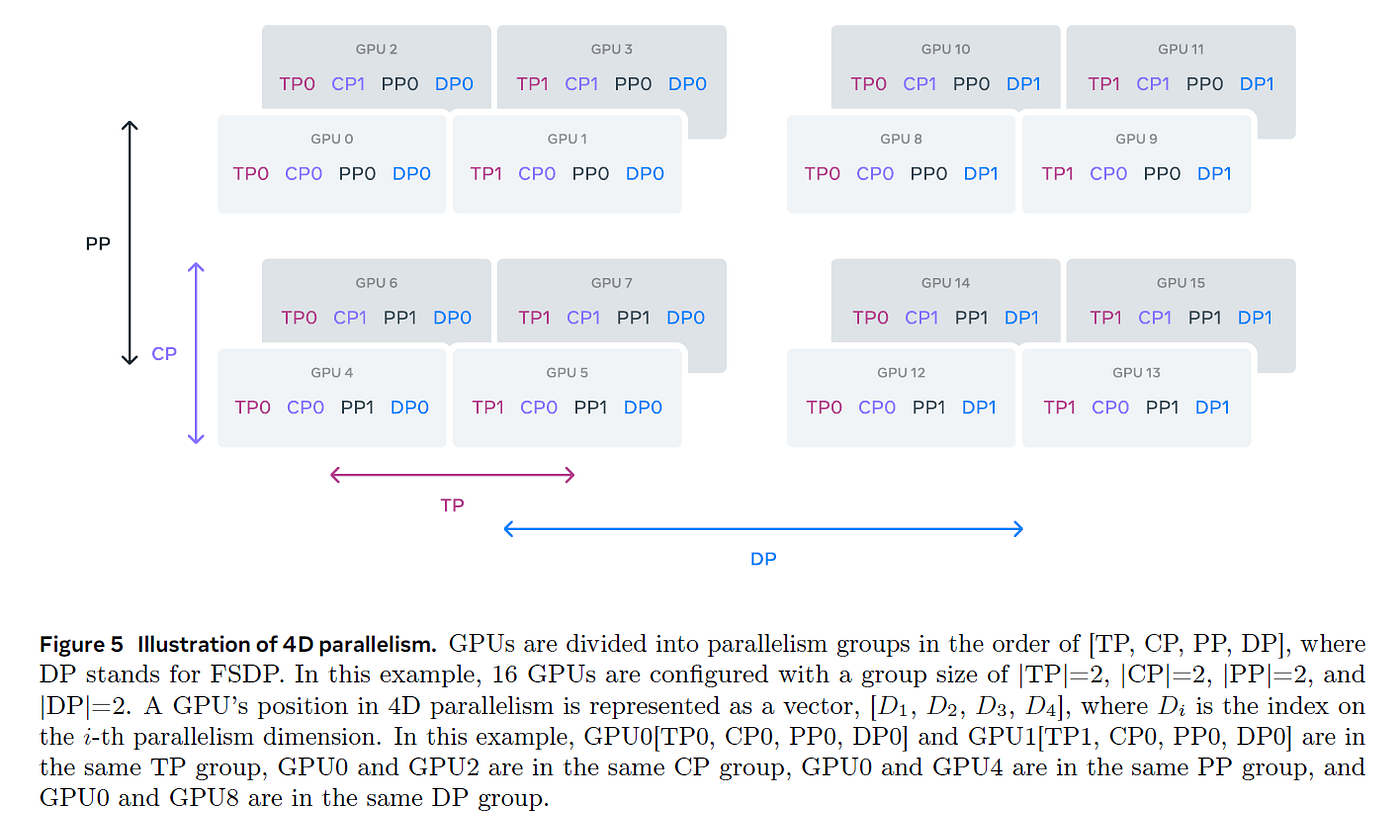 GPU 2 GPU 3 GPU 10 GPU 11
TP0 CP1 PP0 DP0 TP1 CP1 PP0 DP0 TP0 CP1 PP0 DP1 TP1 CP1 PP0 DP1
GPU 0 GPU 1 GPU 8 GPU 9
TP0 CP0 PP0 DP0 TP1 CP0 PP0 DP0 TP0 CP0 PP0 DP1 TP1 CP0 PP0 DP1
PP
GPU 6 GPU 7 GPU 14 GPU 15
TP0 CP1 PP1 DP0 TP1 CP1 PP1 DP0 TP0 CP1 PP1 DP1 TP1 CP1 PP1 DP1
CP
GPU 4 GPU 5 GPU 12 GPU 13
TP0 CP0 PP1 DP0 TP1 CP0 PP1 DP0 TP0 CP0 PP1 DP1 TP1 CP0 PP1 DP1
TP
DP
Figure 5 Illustration of 4D parallelism. GPUs are divided into parallelism groups in the order of [TP, CP, PP, DP], where
DP stands for FSDP. In this example, 16 GPUs are configured with a group size of |TP|=2, |CP|=2, |PP|=2, and
|DP|=2. A GPU's position in 4D parallelism is represented as a vector, [D₁, D₂, D₃, D₄], where Dᵢ is the index on
the i-th parallelism dimension. In this example, GPU0[TP0, CP0, PP0, DP0] and GPU1[TP1, CP0, PP0, DP0] are in
the same TP group, GPU0 and GPU2 are in the same CP group, GPU0 and GPU4 are in the same PP group, and
GPU0 and GPU8 are in the same DP group.